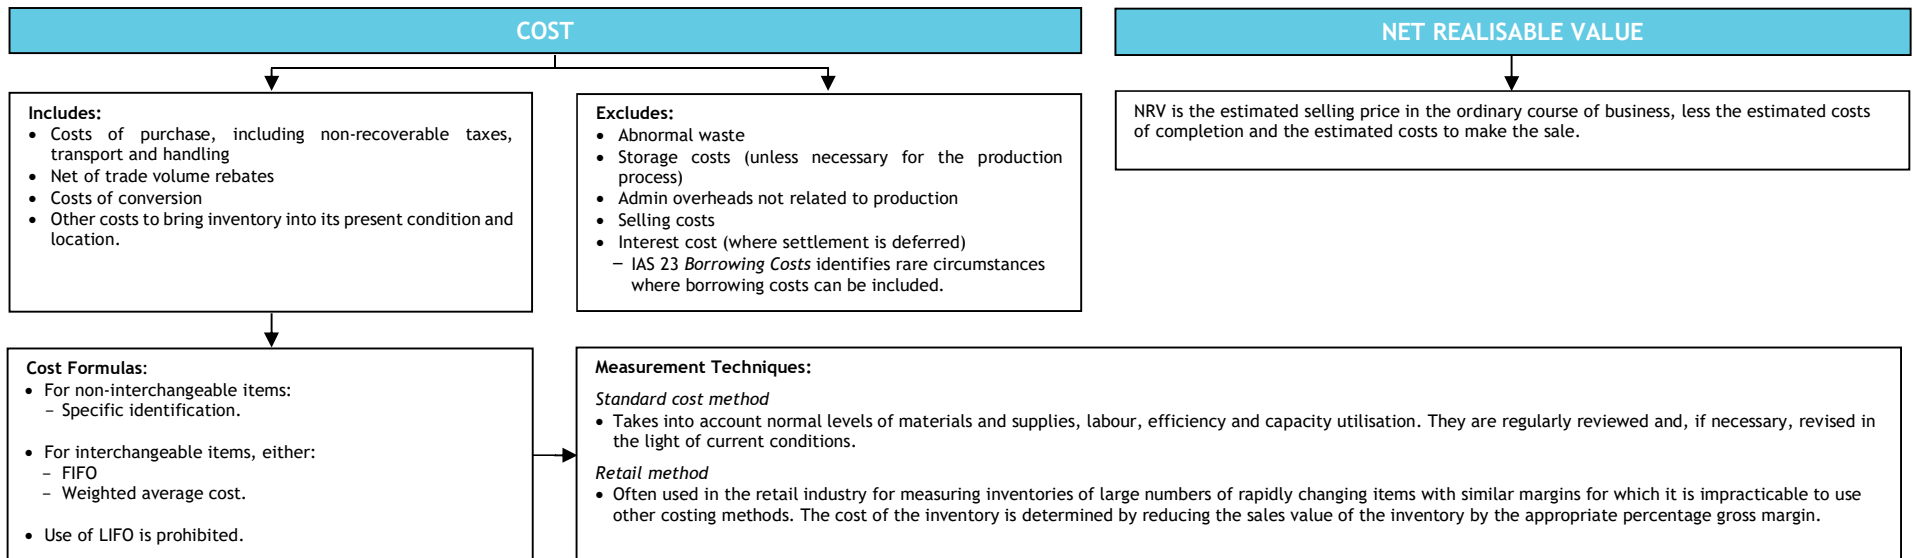 COST
NET REALISABLE VALUE
Includes:
• Costs of purchase, including non-recoverable taxes,
transport and handling
• Net of trade volume rebates
• Costs of conversion
• Other costs to bring inventory into its present condition and
location.
Excludes:
• Abnormal waste
• Storage costs (unless necessary for the production
process)
• Admin overheads not related to production
• Selling costs
• Interest cost (where settlement is deferred)
− IAS 23 Borrowing Costs identifies rare circumstances
where borrowing costs can be included.
NRV is the estimated selling price in the ordinary course of business, less the estimated costs
of completion and the estimated costs to make the sale.
Cost Formulas:
• For non-interchangeable items:
− Specific identification.
• For interchangeable items, either:
− FIFO
− Weighted average cost.
• Use of LIFO is prohibited.
Measurement Techniques:
Standard cost method
• Takes into account normal levels of materials and supplies, labour, efficiency and capacity utilisation. They are regularly reviewed and, if necessary, revised in
the light of current conditions.
Retail method
• Often used in the retail industry for measuring inventories of large numbers of rapidly changing items with similar margins for which it is impracticable to use
other costing methods. The cost of the inventory is determined by reducing the sales value of the inventory by the appropriate percentage gross margin.